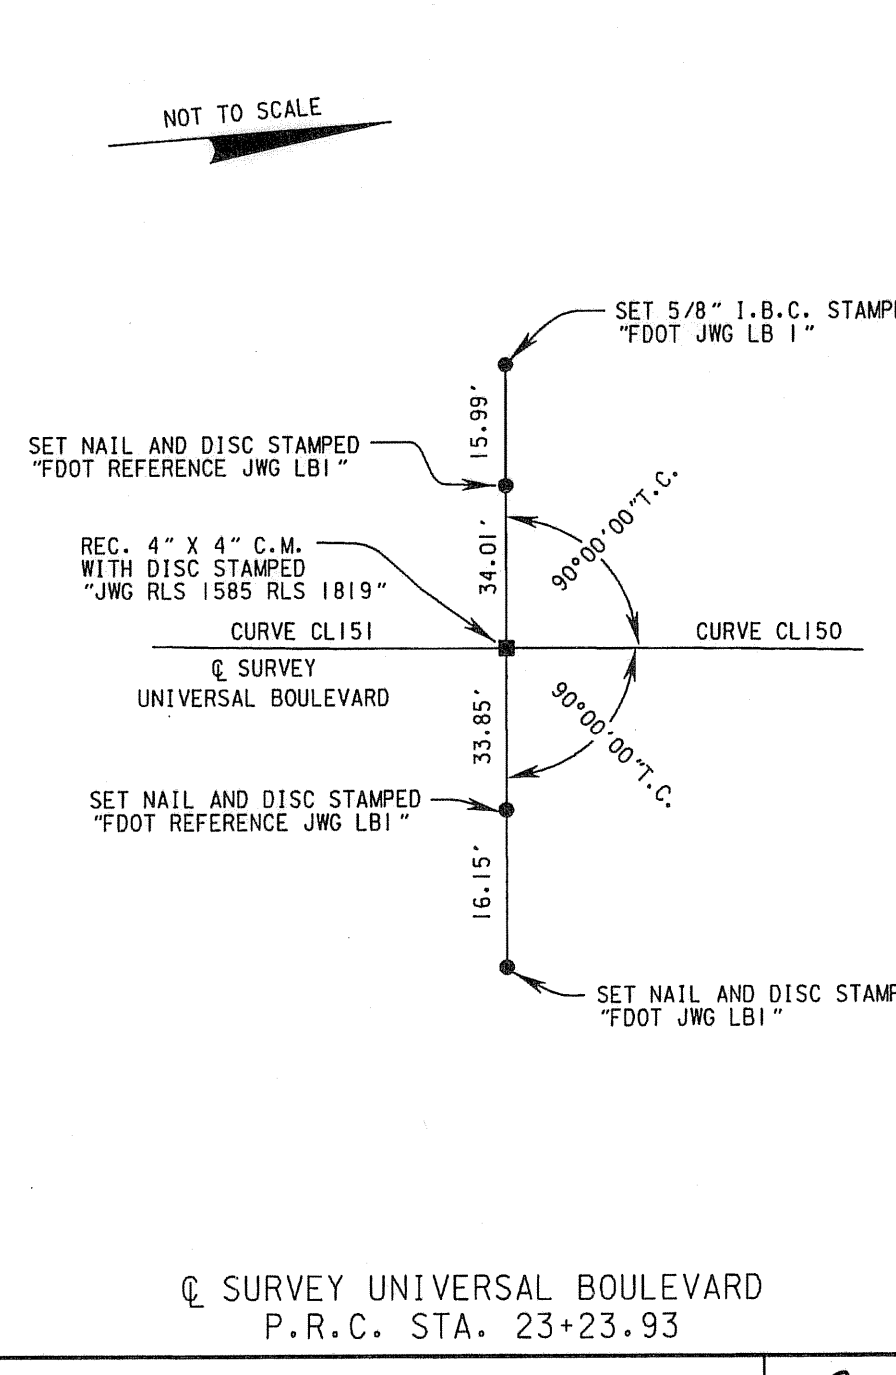 NOT TO SCALE
SET 5/8" I.B.C. STAMP
"FDOT JWG LB 1"
15.99'
SET NAIL AND DISC STAMPED
"FDOT REFERENCE JWG LB1"
34.01'
90°00'00"T.C.
REC. 4" X 4" C.M.
WITH DISC STAMPED
"JWG RLS 1585 RLS 1819"
CURVE CL151
CURVE CL150
℄ SURVEY
UNIVERSAL BOULEVARD
33.85'
90°00'00"T.C.
SET NAIL AND DISC STAMPED
"FDOT REFERENCE JWG LB1"
16.15'
SET NAIL AND DISC STAMP
"FDOT JWG LB1"
℄ SURVEY UNIVERSAL BOULEVARD
P.R.C. STA. 23+23.93